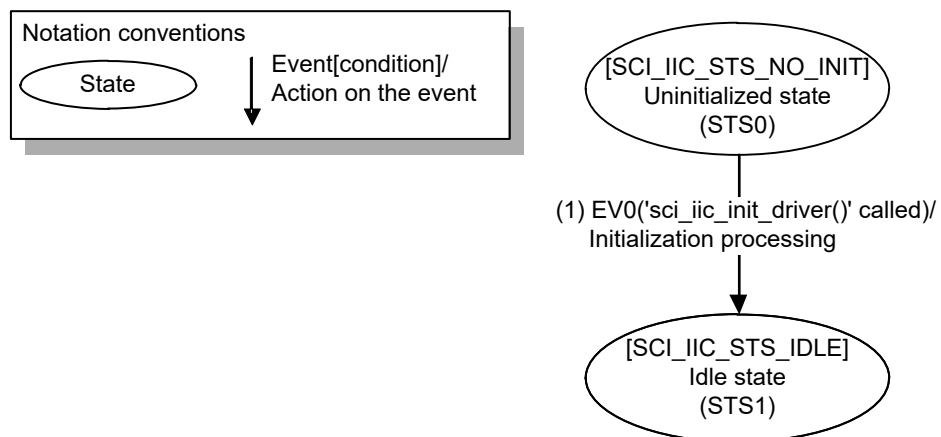 Notation conventions
State
Event[condition]/
Action on the event
[SCI_IIC_STS_NO_INIT]
Uninitialized state
(STS0)
(1) EV0('sci_iic_init_driver()' called)/
Initialization processing
[SCI_IIC_STS_IDLE]
Idle state
(STS1)